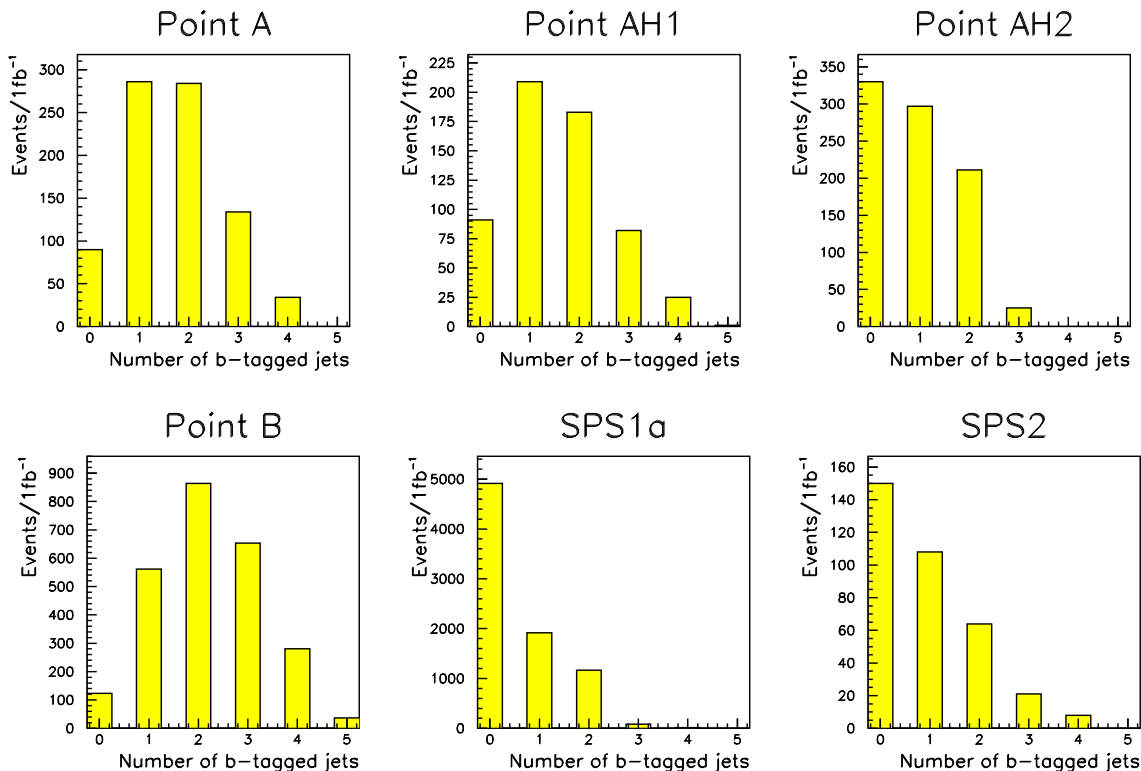 Point A
Events/1fb⁻¹
300
250
200
150
100
50
0
0 1 2 3 4 5
Number of b-tagged jets
Point AH1
Events/1fb⁻¹
225
200
175
150
125
100
75
50
25
0
0 1 2 3 4 5
Number of b-tagged jets
Point AH2
Events/1fb⁻¹
350
300
250
200
150
100
50
0
0 1 2 3 4 5
Number of b-tagged jets
Point B
Events/1fb⁻¹
900
800
700
600
500
400
300
200
100
0
0 1 2 3 4 5
Number of b-tagged jets
SPS1a
Events/1fb⁻¹
5000
4000
3000
2000
1000
0
0 1 2 3 4 5
Number of b-tagged jets
SPS2
Events/1fb⁻¹
160
140
120
100
80
60
40
20
0
0 1 2 3 4 5
Number of b-tagged jets